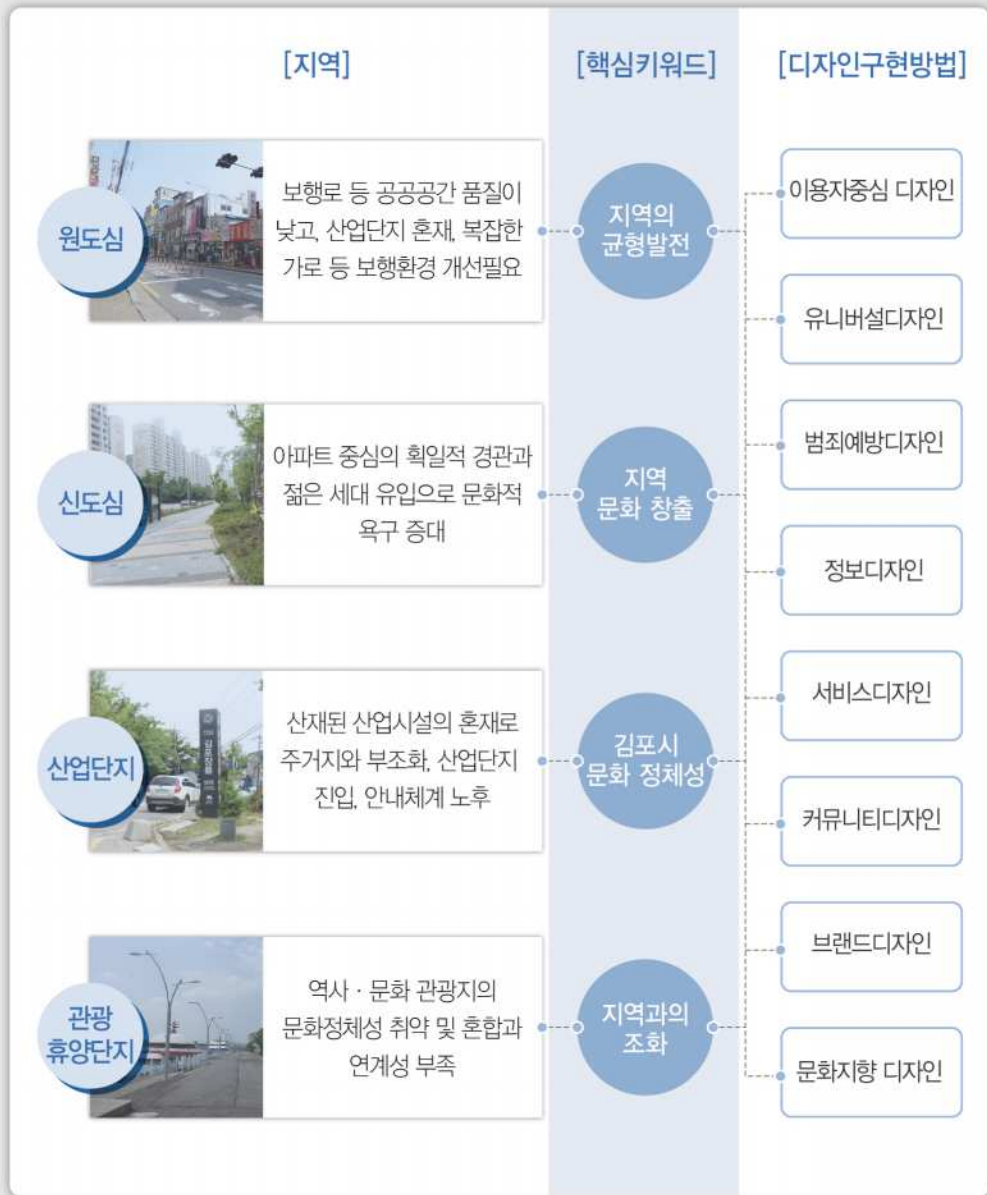 [지역]
[핵심키워드]
[디자인구현방법]
원도심
보행로 등 공공공간 품질이
낮고, 산업단지 혼재, 복잡한
가로 등 보행환경 개선필요
지역의
균형발전
신도심
아파트 중심의 획일적 경관과
젊은 세대 유입으로 문화적
욕구 증대
지역
문화 창출
산업단지
산재된 산업시설의 혼재로
주거지와 부조화, 산업단지
진입, 안내체계 노후
김포시
문화 정체성
관광
휴양단지
역사 · 문화 관광지의
문화정체성 취약 및 혼합과
연계성 부족
지역과의
조화
이용자중심 디자인
유니버설디자인
범죄예방디자인
정보디자인
서비스디자인
커뮤니티디자인
브랜드디자인
문화지향 디자인